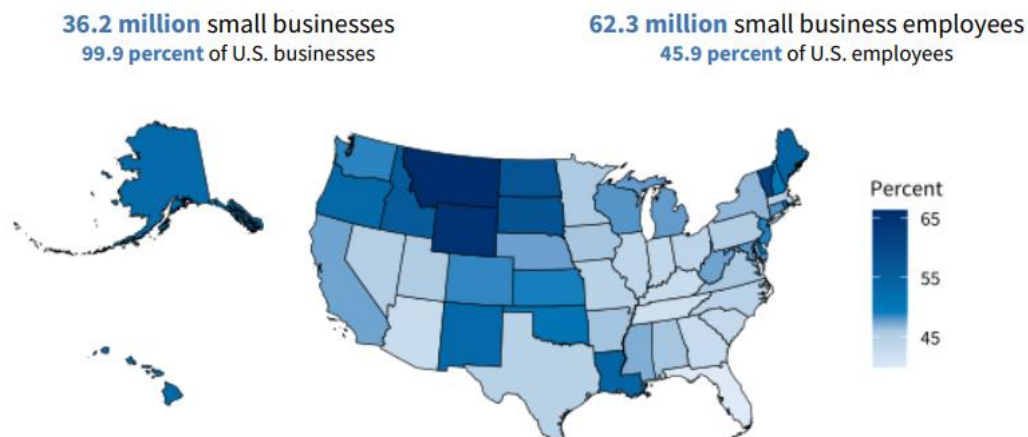 36.2 million small businesses
99.9 percent of U.S. businesses
62.3 million small business employees
45.9 percent of U.S. employees
Percent
65
55
45